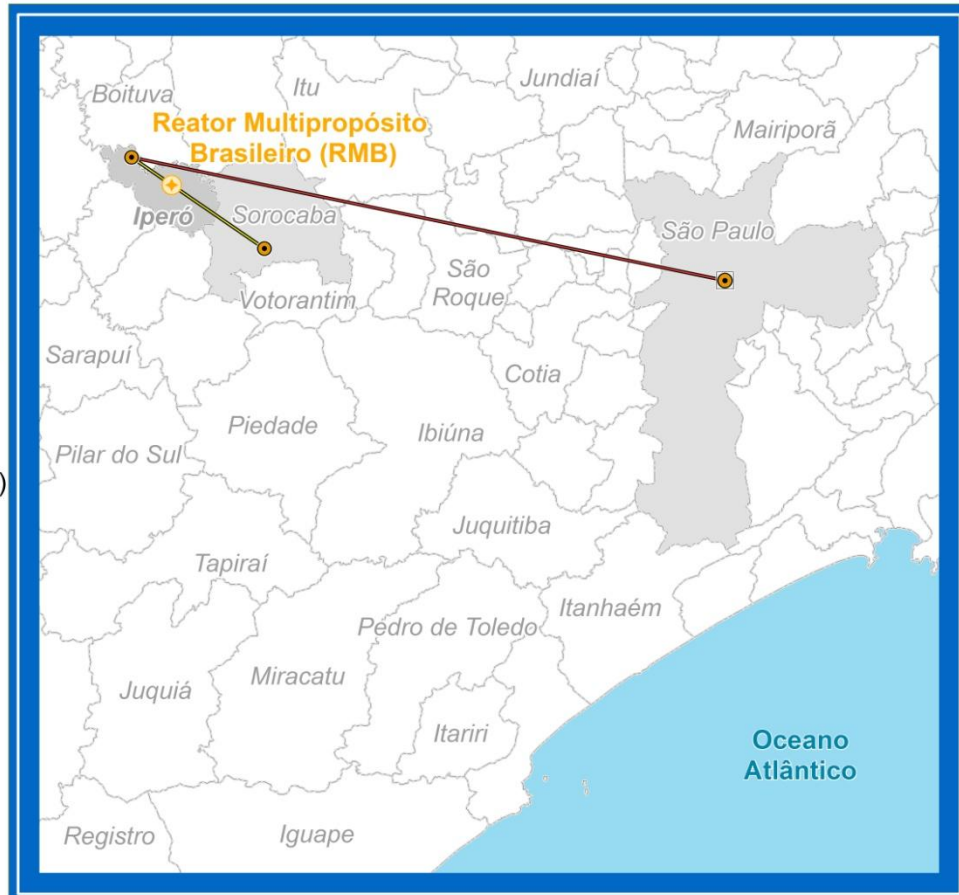 Jundiaí
Itu
Boituva
Reator Multipropósito
Brasileiro (RMB)
Mairiporã
Iperó
Sorocaba
São Paulo
São
Roque
Votorantim
Sarapuí
Cotia
Piedade
Ibiúna
Pilar do Sul
)
Juquitiba
Tapiraí
Itanhaém
Pedro de Toledo
Juquiá
Miracatu
Itariri
Oceano
Atlântico
Registro
Iguape